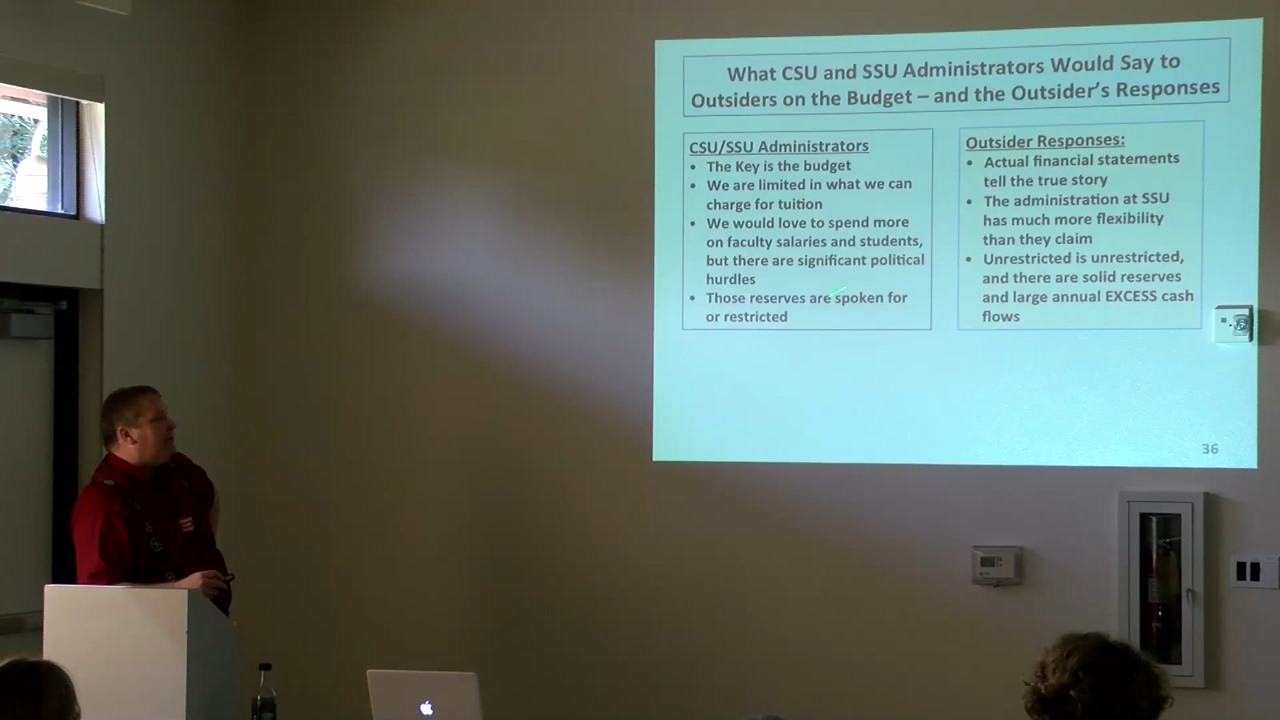 What CSU and SSU Administrators Would Say to
Outsiders on the Budget – and the Outsider's Responses
CSU/SSU Administrators
• The Key is the budget
• We are limited in what we can
charge for tuition
• We would love to spend more
on faculty salaries and students,
but there are significant political
hurdles
• Those reserves are spoken for
or restricted
Outsider Responses:
• Actual financial statements
tell the true story
• The administration at SSU
has much more flexibility
than they claim
• Unrestricted is unrestricted,
and there are solid reserves
and large annual EXCESS cash
flows
36